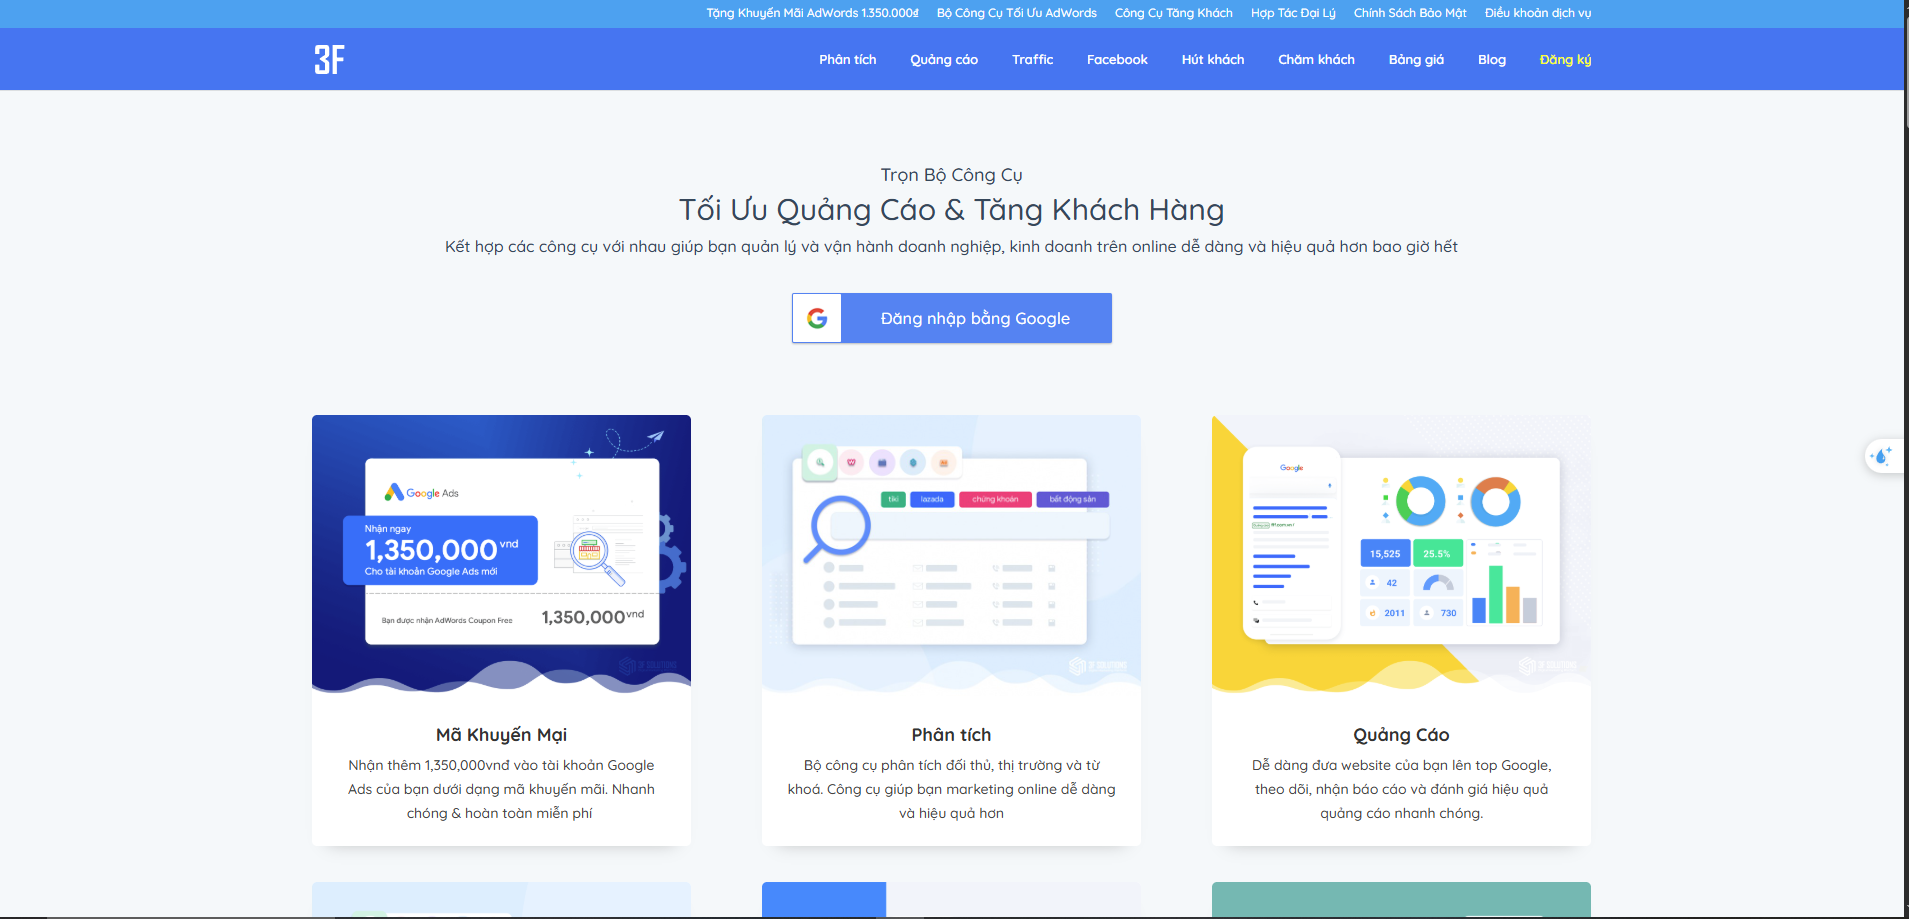 Tặng Khuyến Mãi AdWords 1.350.000₫ Bộ Công Cụ Tối Ưu AdWords Công Cụ Tăng Khách Hợp Tác Đại Lý Chính Sách Bảo Mật Điều khoản dịch vụ
3F Phân tích Quảng cáo Traffic Facebook Hút khách Chăm khách Bảng giá Blog Đăng ký
Trọn Bộ Công Cụ
Tối Ưu Quảng Cáo & Tăng Khách Hàng
Kết hợp các công cụ với nhau giúp bạn quản lý và vận hành doanh nghiệp, kinh doanh trên online dễ dàng và hiệu quả hơn bao giờ hết
G Đăng nhập bằng Google
Google Ads
Nhận ngay
1,350,000 vnd
Cho tài khoản Google Ads mới
Bạn được nhận AdWords Coupon Free 1,350,000 vnd
3F SOLUTIONS
Mã Khuyến Mại
Nhận thêm 1,350,000vnđ vào tài khoản Google
Ads của bạn dưới dạng mã khuyến mãi. Nhanh
chóng & hoàn toàn miễn phí
tiki lazada chứng khoán bất động sản
3F SOLUTIONS
Phân tích
Bộ công cụ phân tích đối thủ, thị trường và từ
khoá. Công cụ giúp bạn marketing online dễ dàng
và hiệu quả hơn
Google
15,525 25.5%
42
2011 730
3F SOLUTIONS
Quảng Cáo
Dễ dàng đưa website của bạn lên top Google,
theo dõi, nhận báo cáo và đánh giá hiệu quả
quảng cáo nhanh chóng.